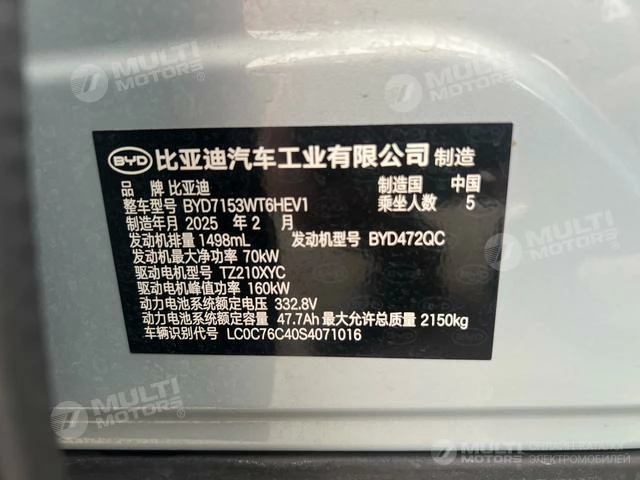 BYD 比亚迪汽车工业有限公司 制造
品 牌 比亚迪 制造国 中国
整车型号 BYD7153WT6HEV1 乘坐人数 5
制造年月 2025 年 2 月
发动机排量 1498mL 发动机型号 BYD472QC
发动机最大净功率 70kW
驱动电机型号 TZ210XYC
驱动电机峰值功率 160kW
动力电池系统额定电压 332.8V
动力电池系统额定容量 47.7Ah 最大允许总质量 2150kg
车辆识别代号 LC0C76C40S4071016
MULTI MOTORS
MULTI MOTORS
MULTI MOTORS
MULTI MOTORS
MULTI MOTORS
ЭЛЕКТРОМОБИЛЕЙ